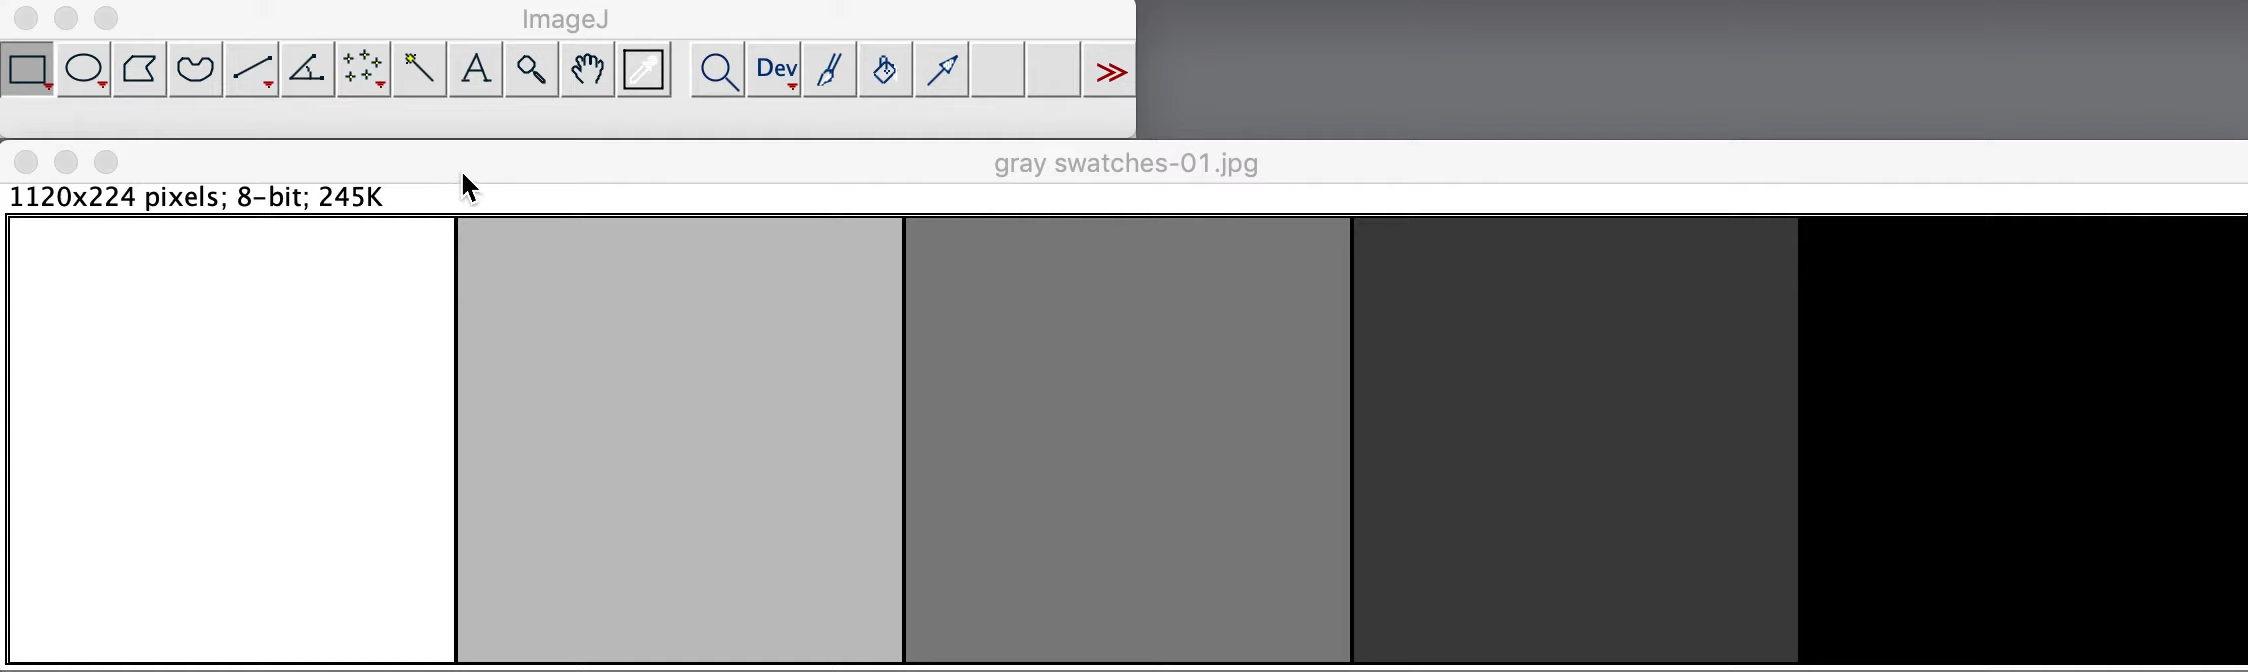 ImageJ
A
Dev
>>
gray swatches-01.jpg
1120x224 pixels; 8-bit; 245K